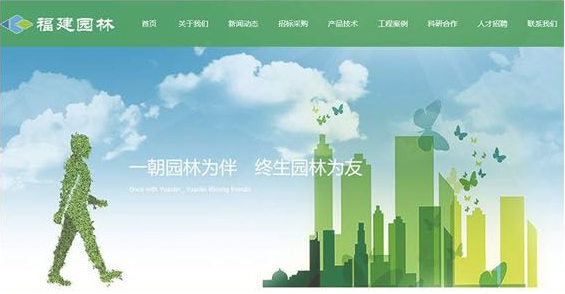 福建园林
首页 关于我们 新闻动态 招标采购 产品技术 工程案例 科研合作 人才招聘 联系我们
一朝园林为伴 终生园林为友
Once with Yuanlin , Yuanlin lifelong friends